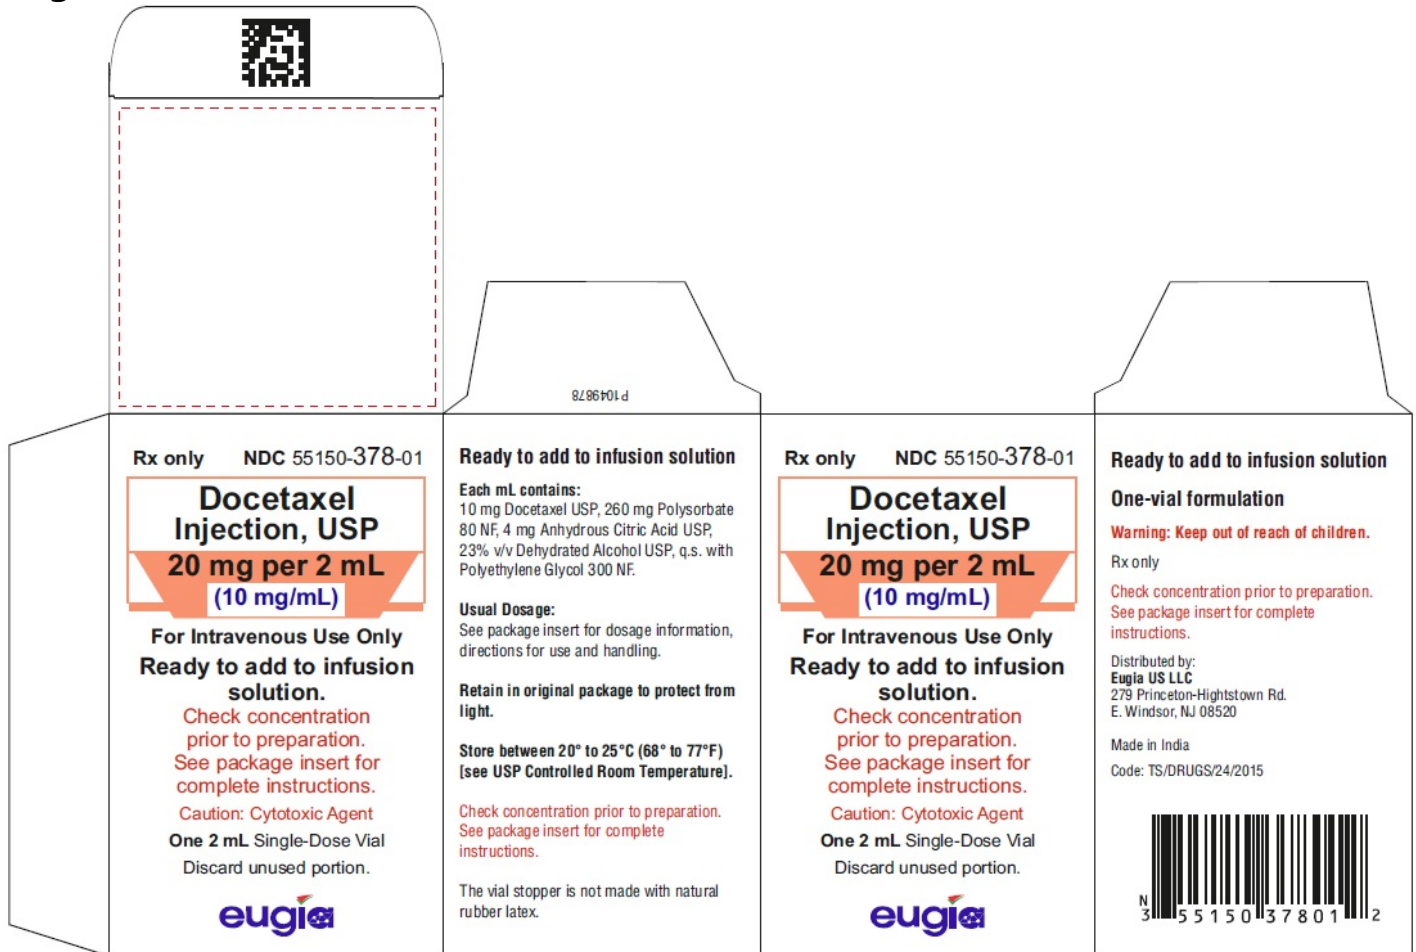 P1049878
Rx only NDC 55150-378-01
Docetaxel
Injection, USP
20 mg per 2 mL
(10 mg/mL)
For Intravenous Use Only
Ready to add to infusion
solution.
Check concentration
prior to preparation.
See package insert for
complete instructions.
Caution: Cytotoxic Agent
One 2 mL Single-Dose Vial
Discard unused portion.
eugia
Ready to add to infusion solution
Each mL contains:
10 mg Docetaxel USP, 260 mg Polysorbate
80 NF, 4 mg Anhydrous Citric Acid USP,
23% v/v Dehydrated Alcohol USP, q.s. with
Polyethylene Glycol 300 NF.
Usual Dosage:
See package insert for dosage information,
directions for use and handling.
Retain in original package to protect from
light.
Store between 20° to 25°C (68° to 77°F)
[see USP Controlled Room Temperature].
Check concentration prior to preparation.
See package insert for complete
instructions.
The vial stopper is not made with natural
rubber latex.
Rx only NDC 55150-378-01
Docetaxel
Injection, USP
20 mg per 2 mL
(10 mg/mL)
For Intravenous Use Only
Ready to add to infusion
solution.
Check concentration
prior to preparation.
See package insert for
complete instructions.
Caution: Cytotoxic Agent
One 2 mL Single-Dose Vial
Discard unused portion.
eugia
Ready to add to infusion solution
One-vial formulation
Warning: Keep out of reach of children.
Rx only
Check concentration prior to preparation.
See package insert for complete
instructions.
Distributed by:
Eugia US LLC
279 Princeton-Hightstown Rd.
E. Windsor, NJ 08520
Made in India
Code: TS/DRUGS/24/2015
N
3 55150 37801 2